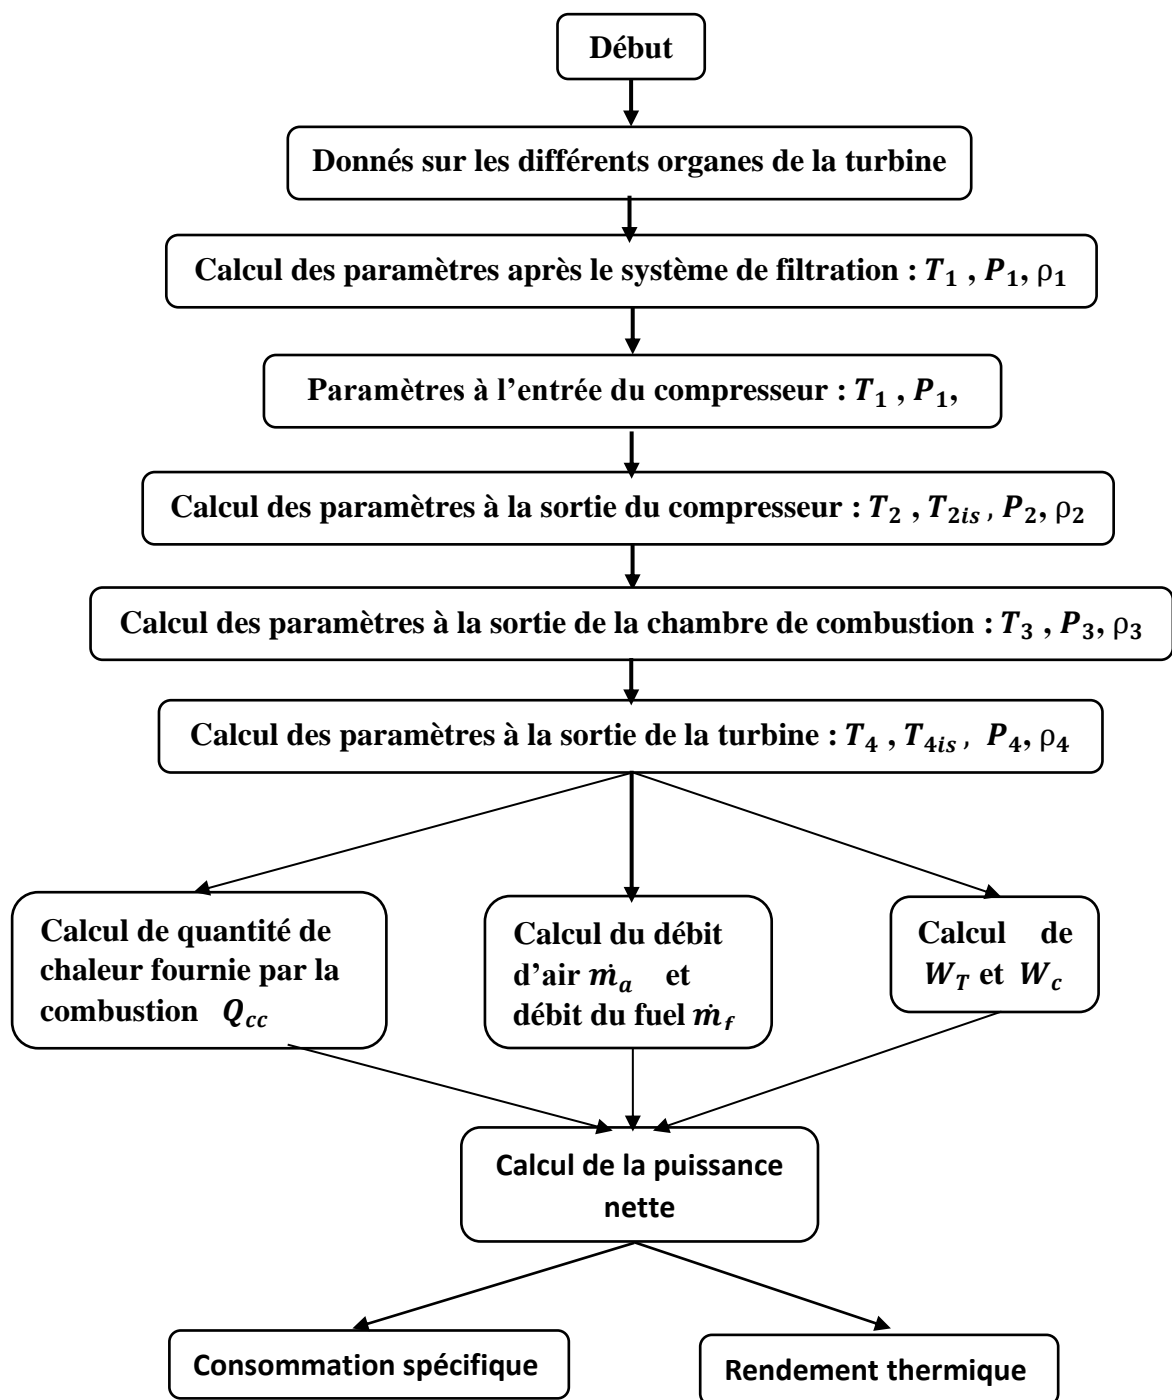 Début
Donnés sur les différents organes de la turbine
Calcul des paramètres après le système de filtration : T₁ , P₁, ρ₁
Paramètres à l’entrée du compresseur : T₁ , P₁,
Calcul des paramètres à la sortie du compresseur : T₂ , T₂ᵢₛ , P₂, ρ₂
Calcul des paramètres à la sortie de la chambre de combustion : T₃ , P₃, ρ₃
Calcul des paramètres à la sortie de la turbine : T₄ , T₄ᵢₛ, P₄, ρ₄
Calcul de quantité de
chaleur fournie par la
combustion Q_cc
Calcul du débit
d’air ṁ_a et
débit du fuel ṁ_f
Calcul de
W_T et W_c
Calcul de la puissance
nette
Consommation spécifique
Rendement thermique